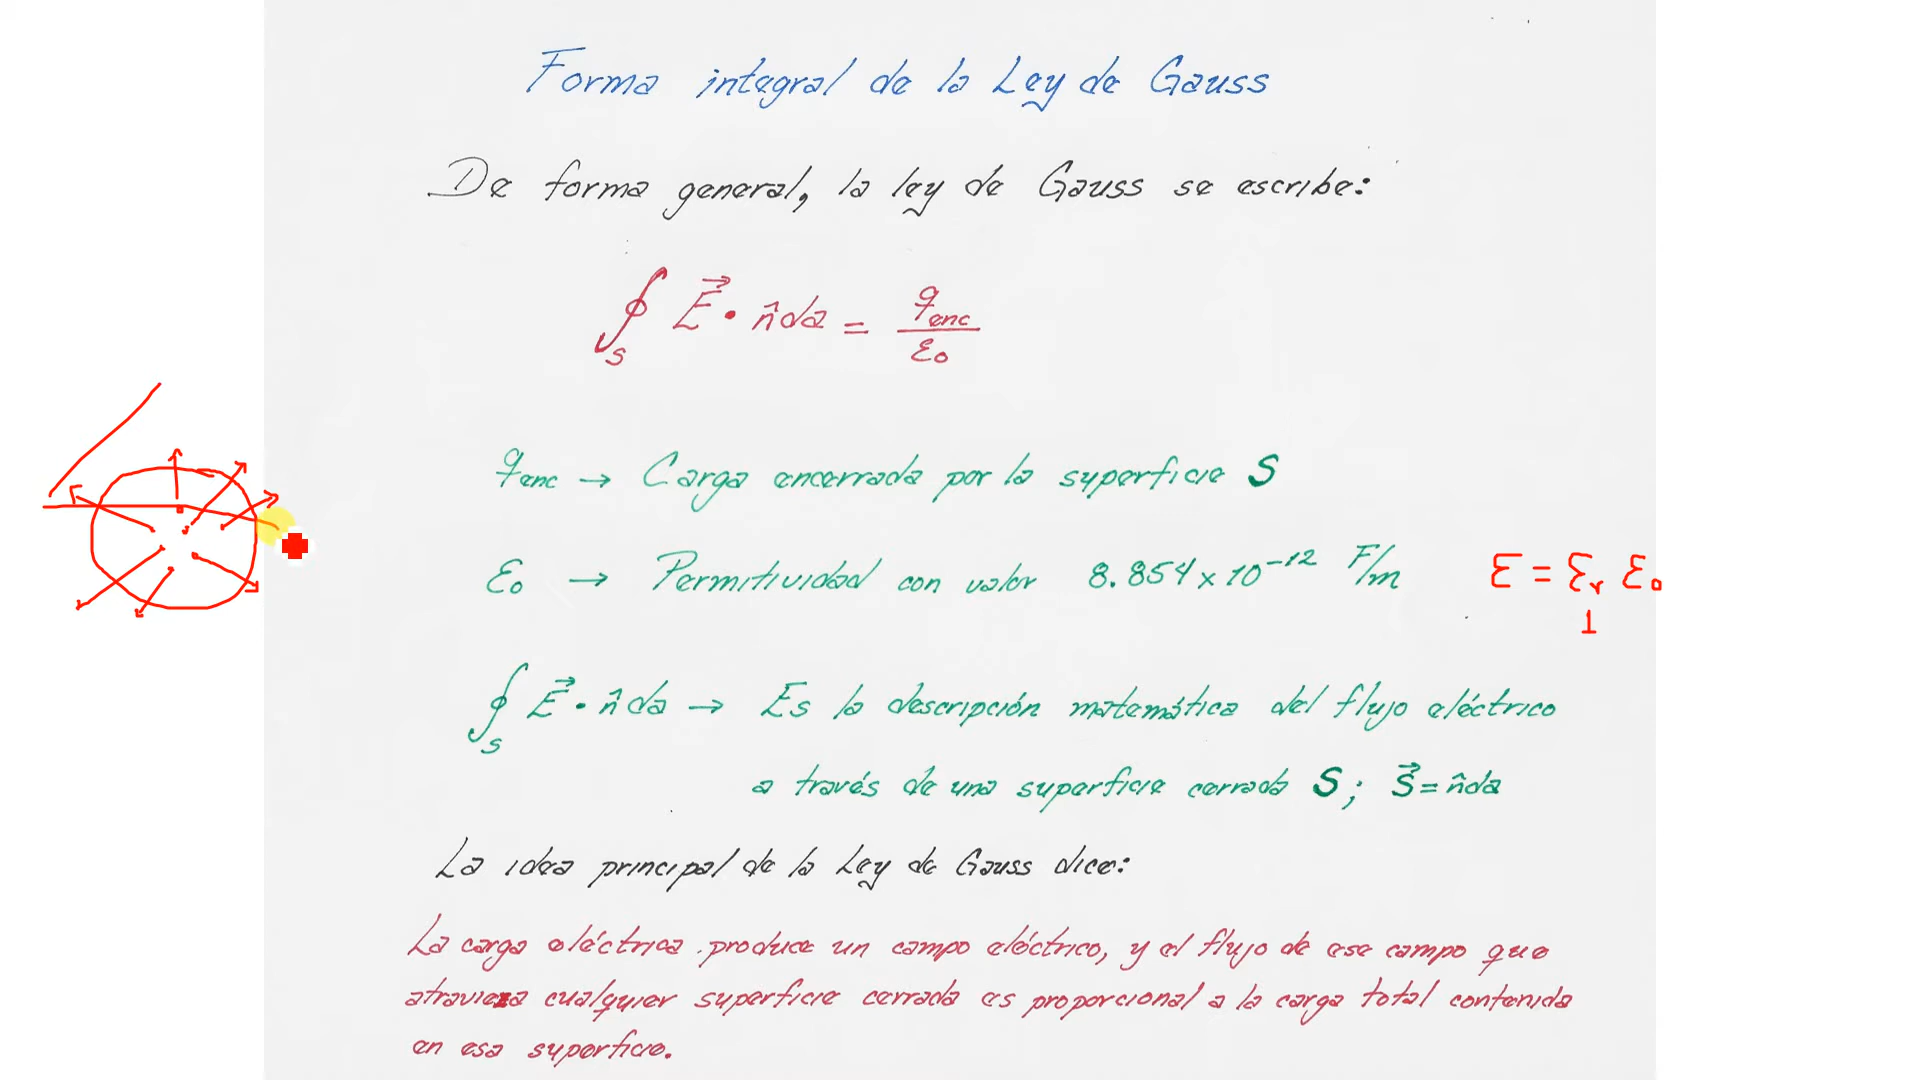 Forma integral de la Ley de Gauss
De forma general, la ley de Gauss se escribe:
∮_S E⃗ • n̂ da = q_enc / ε₀
q_enc → Carga encerrada por la superficie S
ε₀ → Permitividad con valor 8.854 x 10⁻¹² F/m
ε = ε_r ε₀
1
∮_S E⃗ • n̂ da → Es la descripción matemática del flujo eléctrico
a través de una superficie cerrada S; S⃗ = n̂da
La idea principal de la Ley de Gauss dice:
La carga eléctrica produce un campo eléctrico, y el flujo de ese campo que
atravieza cualquier superficie cerrada es proporcional a la carga total contenida
en esa superficie.